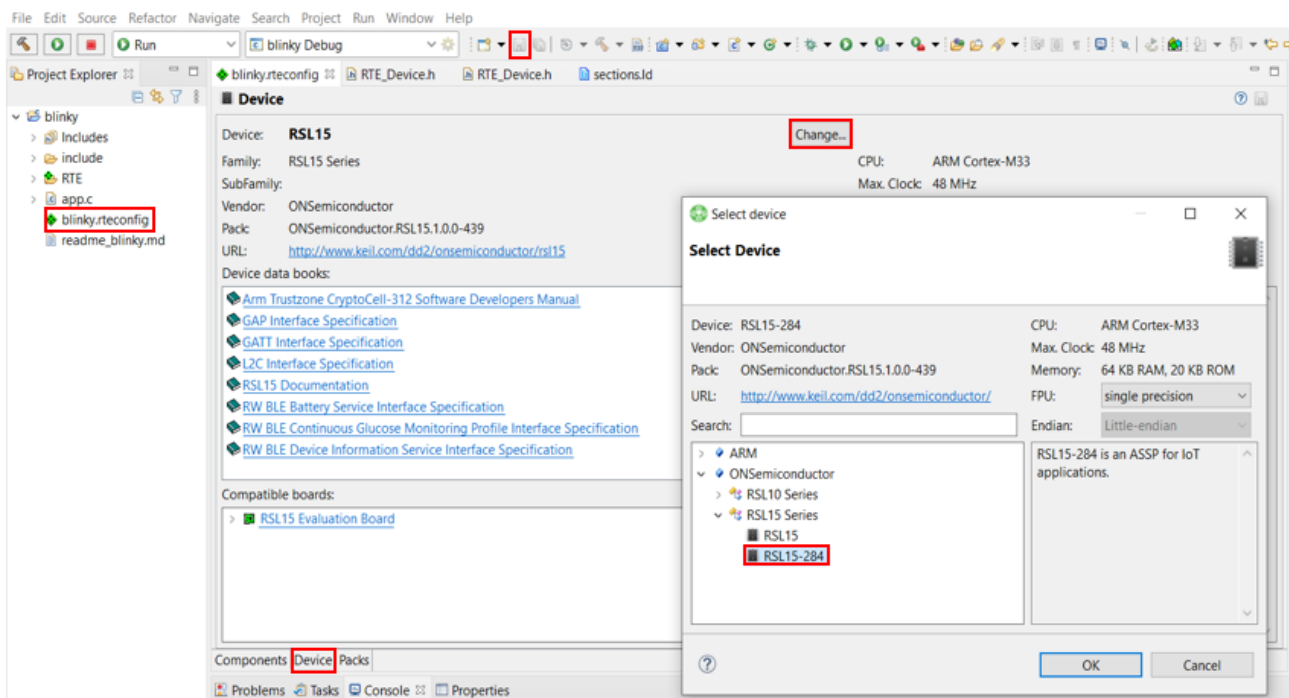 File Edit Source Refactor Navigate Search Project Run Window Help
Run
blinky Debug
Project Explorer
blinky.rteconfig
RTE_Device.h
RTE_Device.h
sections.ld
blinky
Includes
include
RTE
app.c
blinky.rteconfig
readme_blinky.md
Device
Device: RSL15
Change...
Family: RSL15 Series
CPU: ARM Cortex-M33
SubFamily:
Max. Clock: 48 MHz
Vendor: ONSemiconductor
Pack: ONSemiconductor.RSL15.1.0.0-439
URL: http://www.keil.com/dd2/onsemiconductor/rsl15
Device data books:
Arm Trustzone CryptoCell-312 Software Developers Manual
GAP Interface Specification
GATT Interface Specification
L2C Interface Specification
RSL15 Documentation
RW BLE Battery Service Interface Specification
RW BLE Continuous Glucose Monitoring Profile Interface Specification
RW BLE Device Information Service Interface Specification
Compatible boards:
RSL15 Evaluation Board
Components Device Packs
Problems Tasks Console Properties
Select device
Select Device
Device: RSL15-284
CPU: ARM Cortex-M33
Vendor: ONSemiconductor
Max. Clock: 48 MHz
Pack: ONSemiconductor.RSL15.1.0.0-439
Memory: 64 KB RAM, 20 KB ROM
URL: http://www.keil.com/dd2/onsemiconductor/
FPU: single precision
Search:
Endian: Little-endian
ARM
ONSemiconductor
RSL10 Series
RSL15 Series
RSL15
RSL15-284
RSL15-284 is an ASSP for IoT
applications.
OK
Cancel